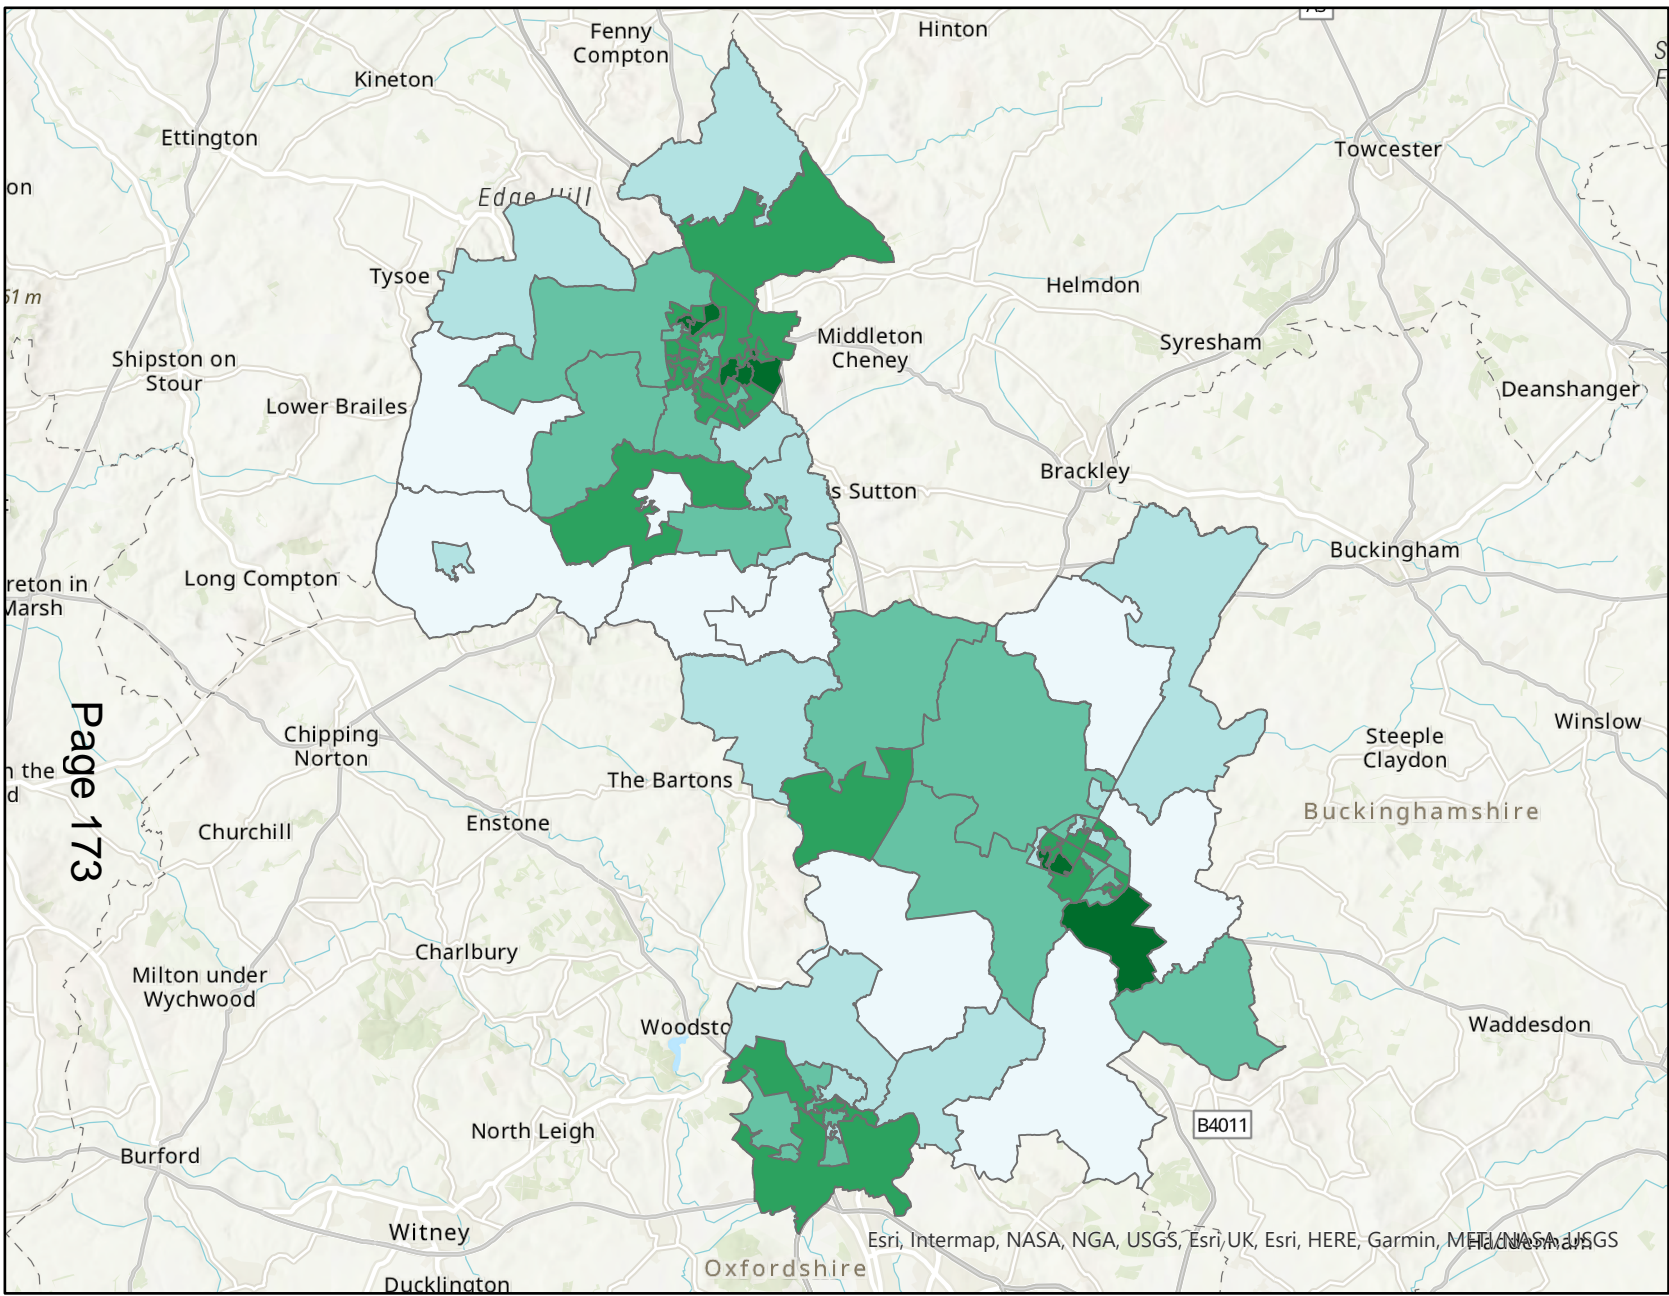 A5
Fenny
Compton
Hinton
Kineton
Ettington
Towcester
on
Edge Hill
Tysoe
Helmdon
51 m
Middleton
Cheney
Syresham
Shipston on
Stour
Deanshanger
Lower Brailes
Brackley
s Sutton
Buckingham
Long Compton
reton in
Marsh
Page 173
Winslow
Chipping
Norton
Steeple
Claydon
n the
d
The Bartons
Buckinghamshire
Enstone
Churchill
Charlbury
Milton under
Wychwood
Woodsto
Waddesdon
B4011
North Leigh
Burford
Witney
Esri, Intermap, NASA, NGA, USGS, Esri UK, Esri, HERE, Garmin, METI/NASA, USGS
Haddenham
Oxfordshire
Ducklington